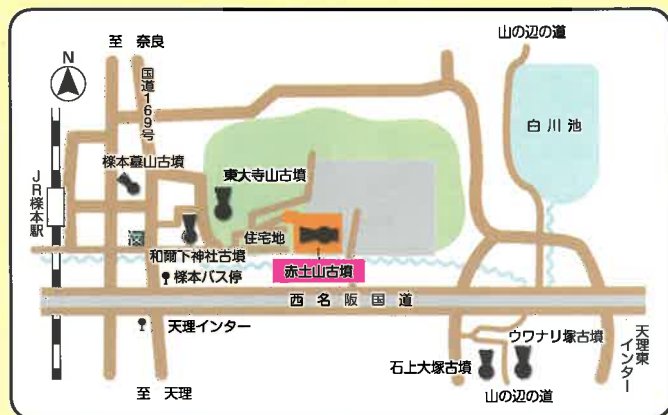 至 奈良
山の辺の道
N
国道169号
白川池
櫟本墓山古墳
東大寺山古墳
JR櫟本駅
住宅地
和爾下神社古墳
赤土山古墳
櫟本バス停
西名阪国道
天理インター
ウワナリ塚古墳
天理東インター
石上大塚古墳
至 天理
山の辺の道